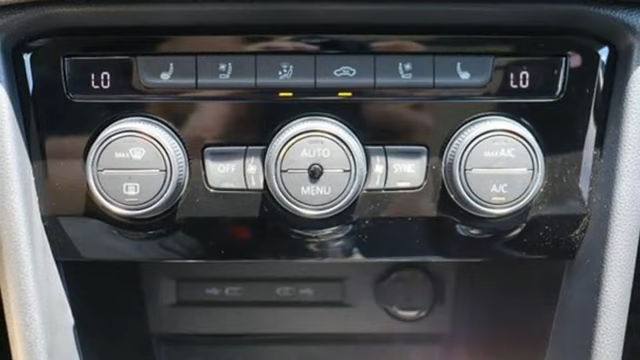 LO LO
MAX
OFF
AUTO
MENU
SYNC
MAX A/C
A/C